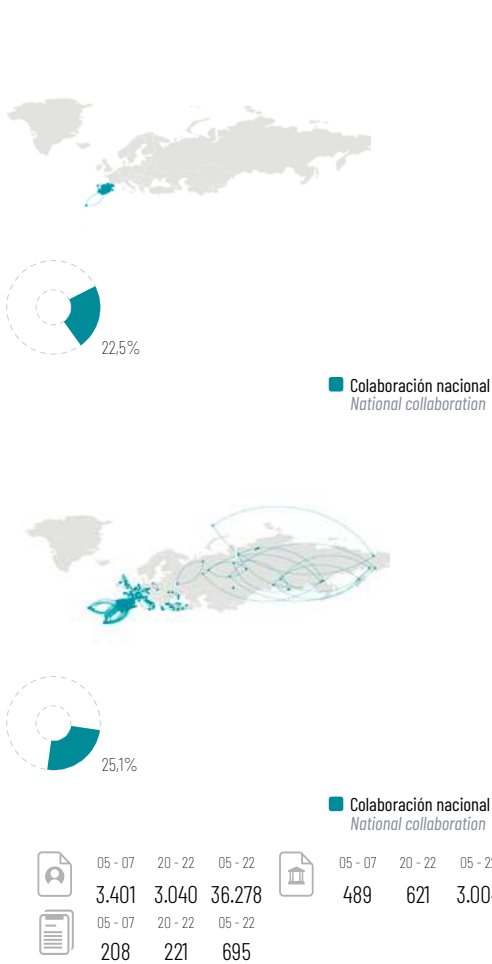 22,5%
Colaboración nacional
National collaboration
25,1%
Colaboración nacional
National collaboration
05 - 07 20 - 22 05 - 22 05 - 07 20 - 22
3.401 3.040 36.278 489 621
05 - 07 20 - 22 05 - 22
208 221 695